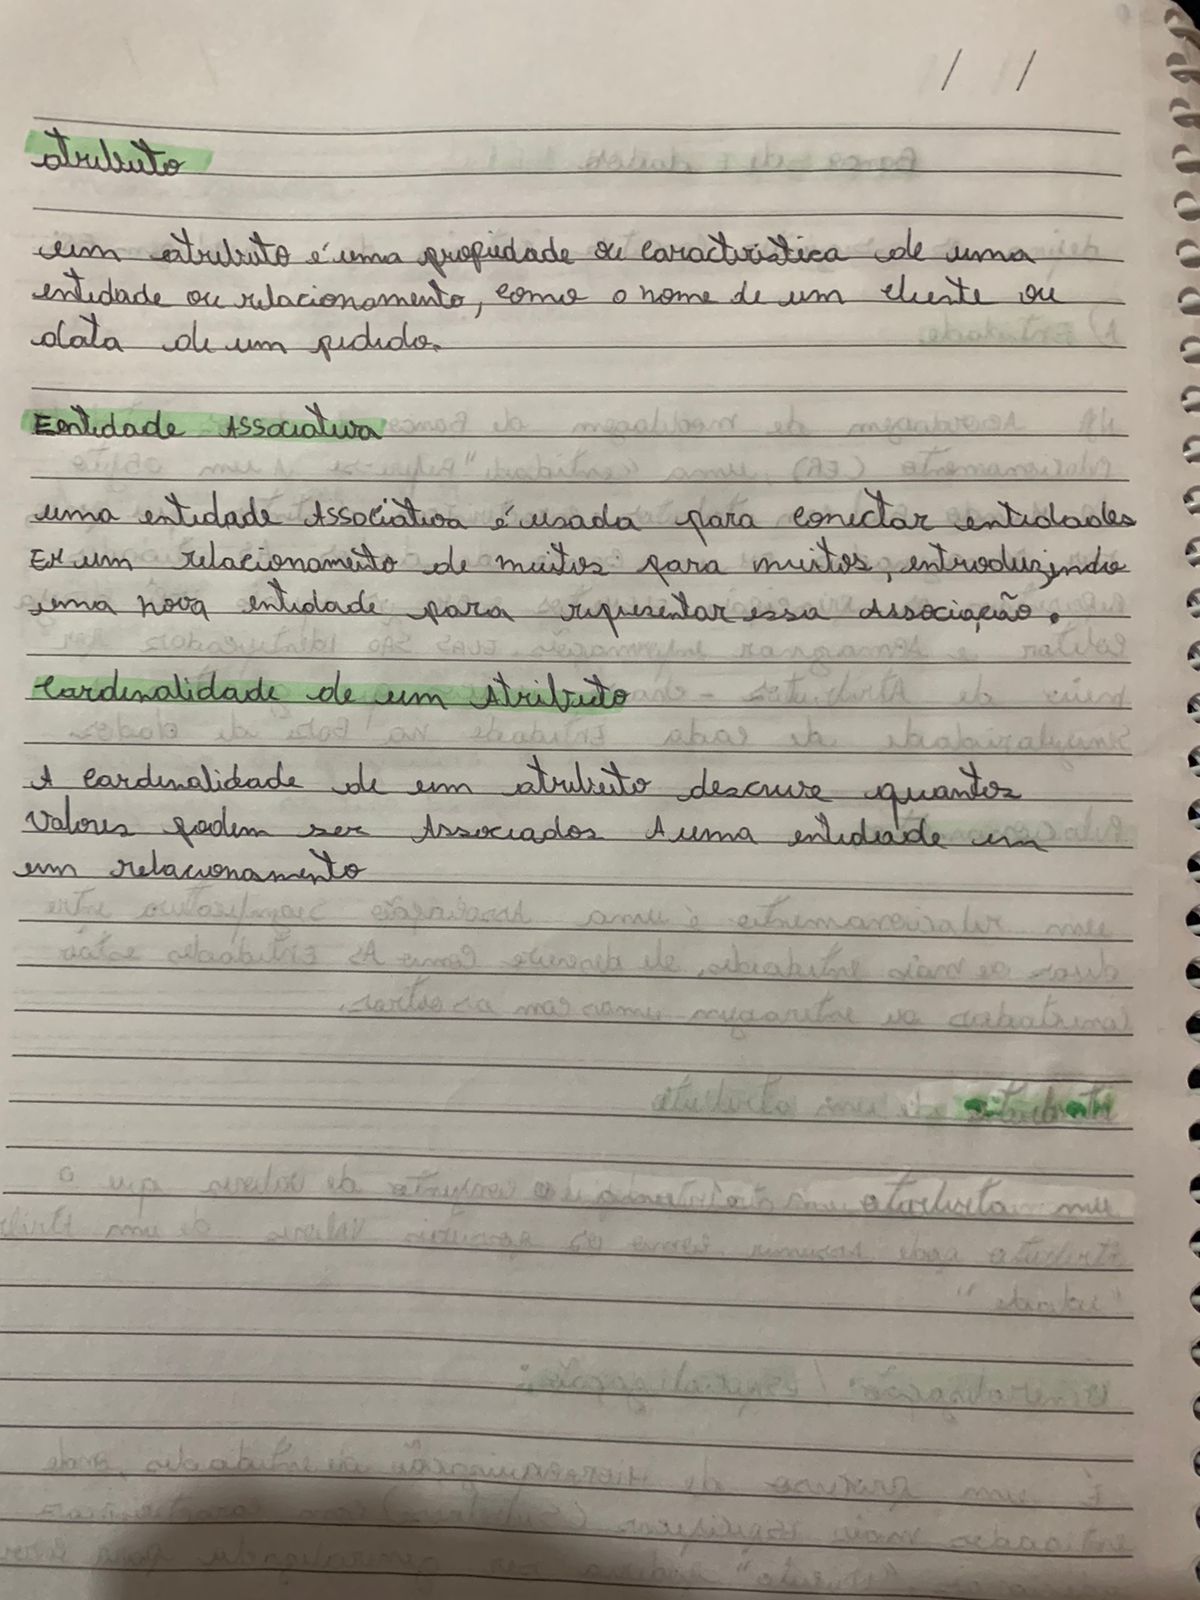 / /
atributo
um atributo é uma propiedade ou caracteristica de uma
entidade ou relacionamento, como o nome de um cliente ou
data de um pedido.
Entidade Associativa
uma entidade Associativa é usada para conectar entidades
EM um relacionamento de muitos para muitos, introduzindo
uma nova entidade para representar essa Associação.
Cardinalidade de um Atributo
A cardinalidade de um atributo descreve quantos
Valores podem ser Associados A uma entidade em
em relacionamento